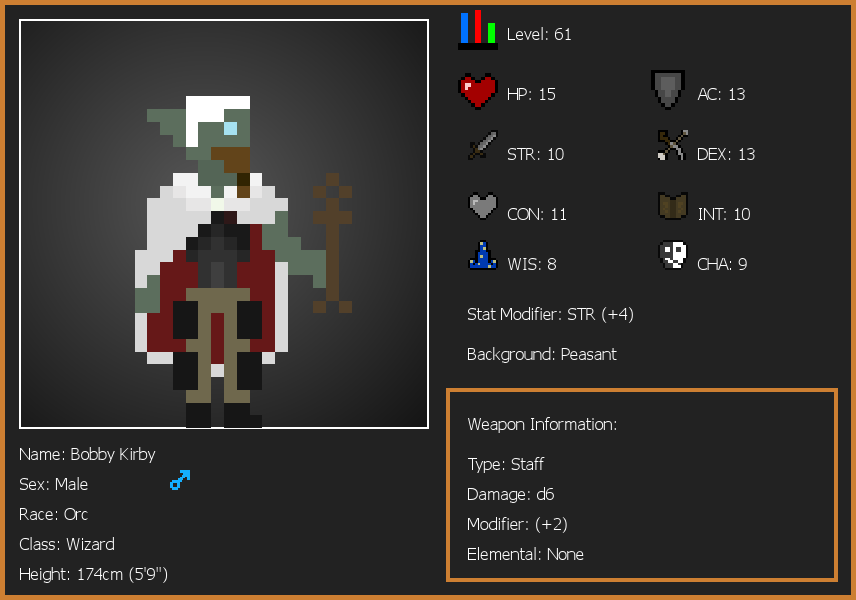 Level: 61
HP: 15
AC: 13
STR: 10
DEX: 13
CON: 11
INT: 10
WIS: 8
CHA: 9
Stat Modifier: STR (+4)
Background: Peasant
Weapon Information:
Type: Staff
Damage: d6
Modifier: (+2)
Elemental: None
Name: Bobby Kirby
Sex: Male
Race: Orc
Class: Wizard
Height: 174cm (5'9")